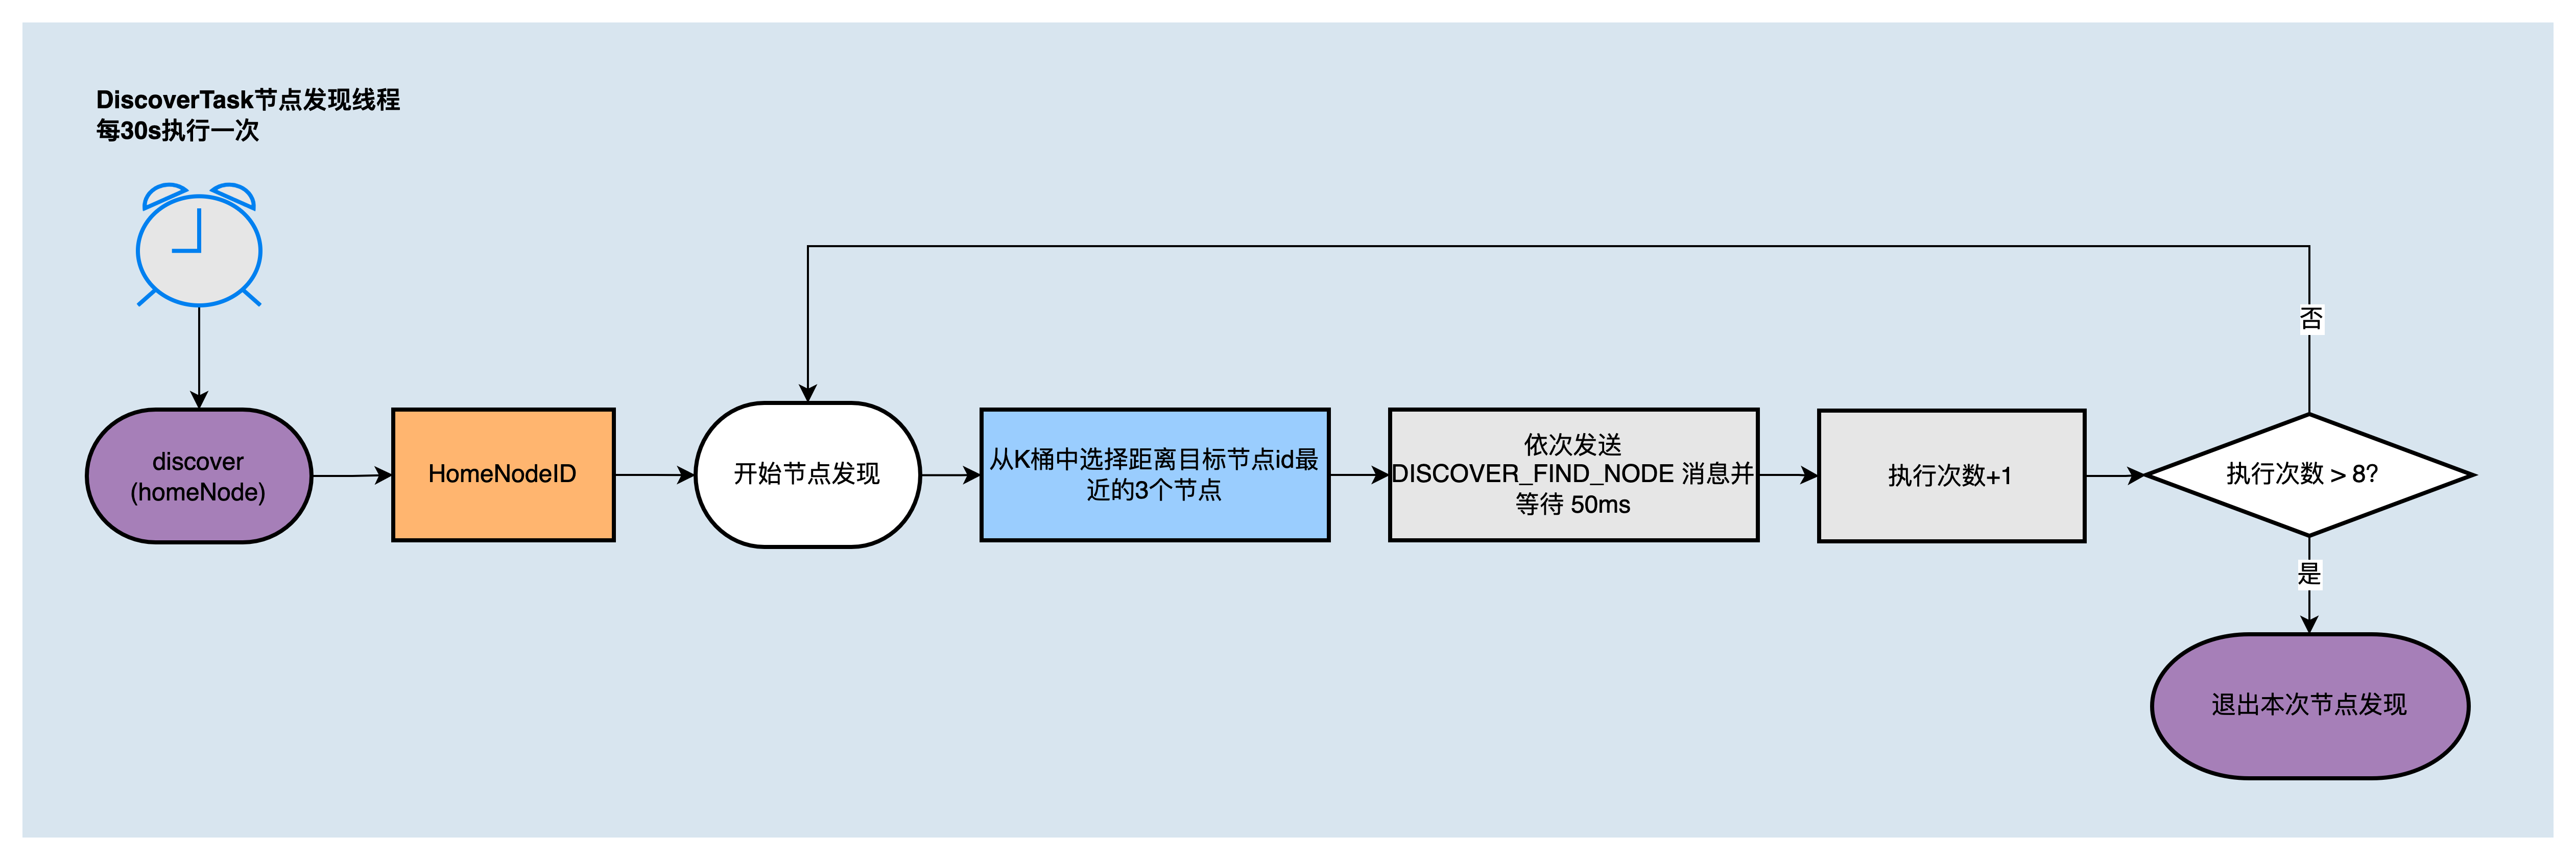 DiscoverTask节点发现线程
每30s执行一次
discover
(homeNode)
HomeNodeID
开始节点发现
从K桶中选择距离目标节点id最
近的3个节点
依次发送
DISCOVER_FIND_NODE 消息并
等待 50ms
执行次数+1
执行次数 > 8?
否
是
退出本次节点发现